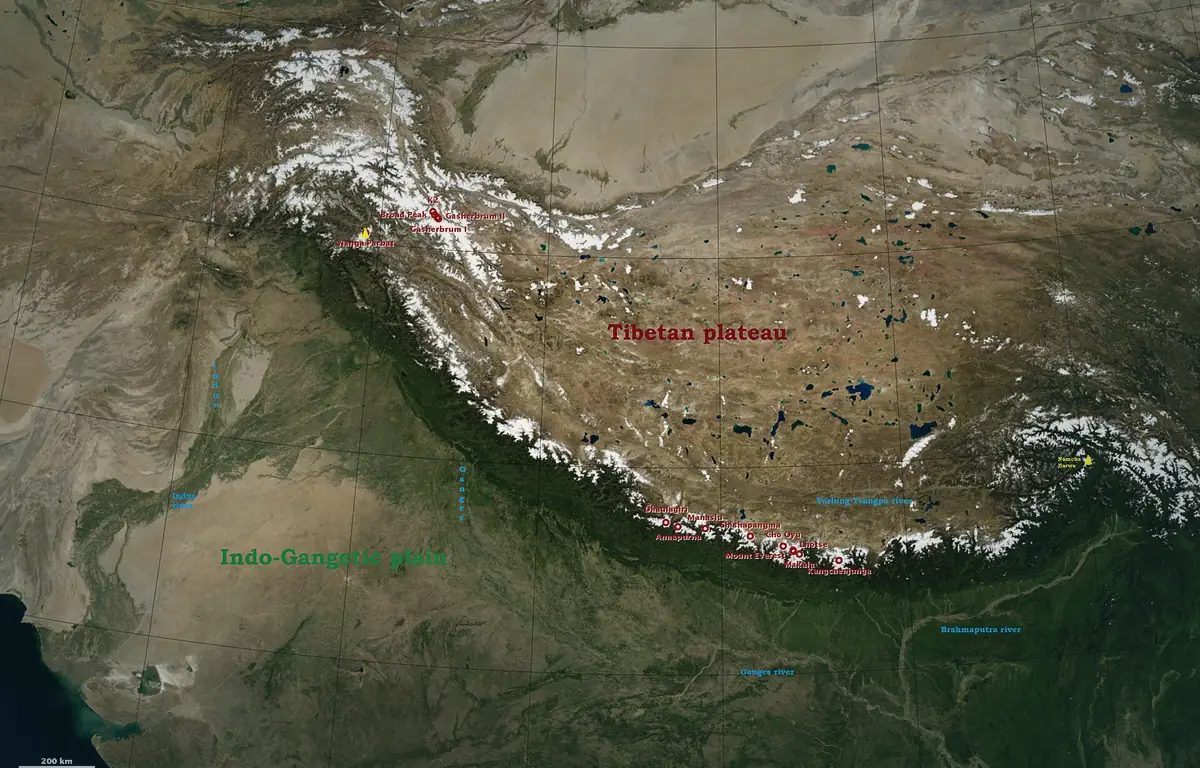 K2
Broad Peak
Gasherbrum II
Gasherbrum I
Nanga Parbat
Tibetan plateau
Indus
Ganges
Namcha
Barwa
Indus
river
Yarlung-Tsangpo river
Dhaulagiri
Manaslu
Annapurna
Shishapangma
Cho Oyu
Lhotse
Mount Everest
Makalu
Kangchenjunga
Indo-Gangetic plain
Brahmaputra river
Ganges river
200 km